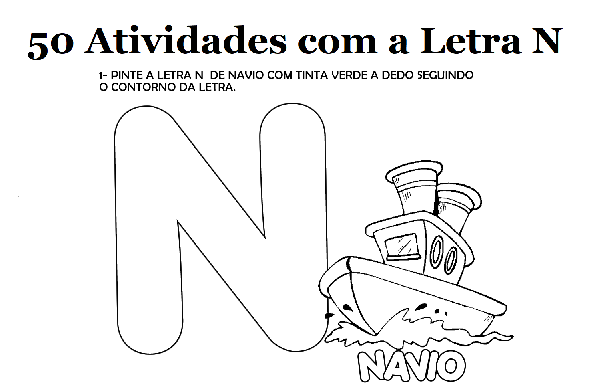 50 Atividades com a Letra N
1- PINTE A LETRA N DE NAVIO COM TINTA VERDE A DEDO SEGUINDO
O CONTORNO DA LETRA.
N
NAVIO